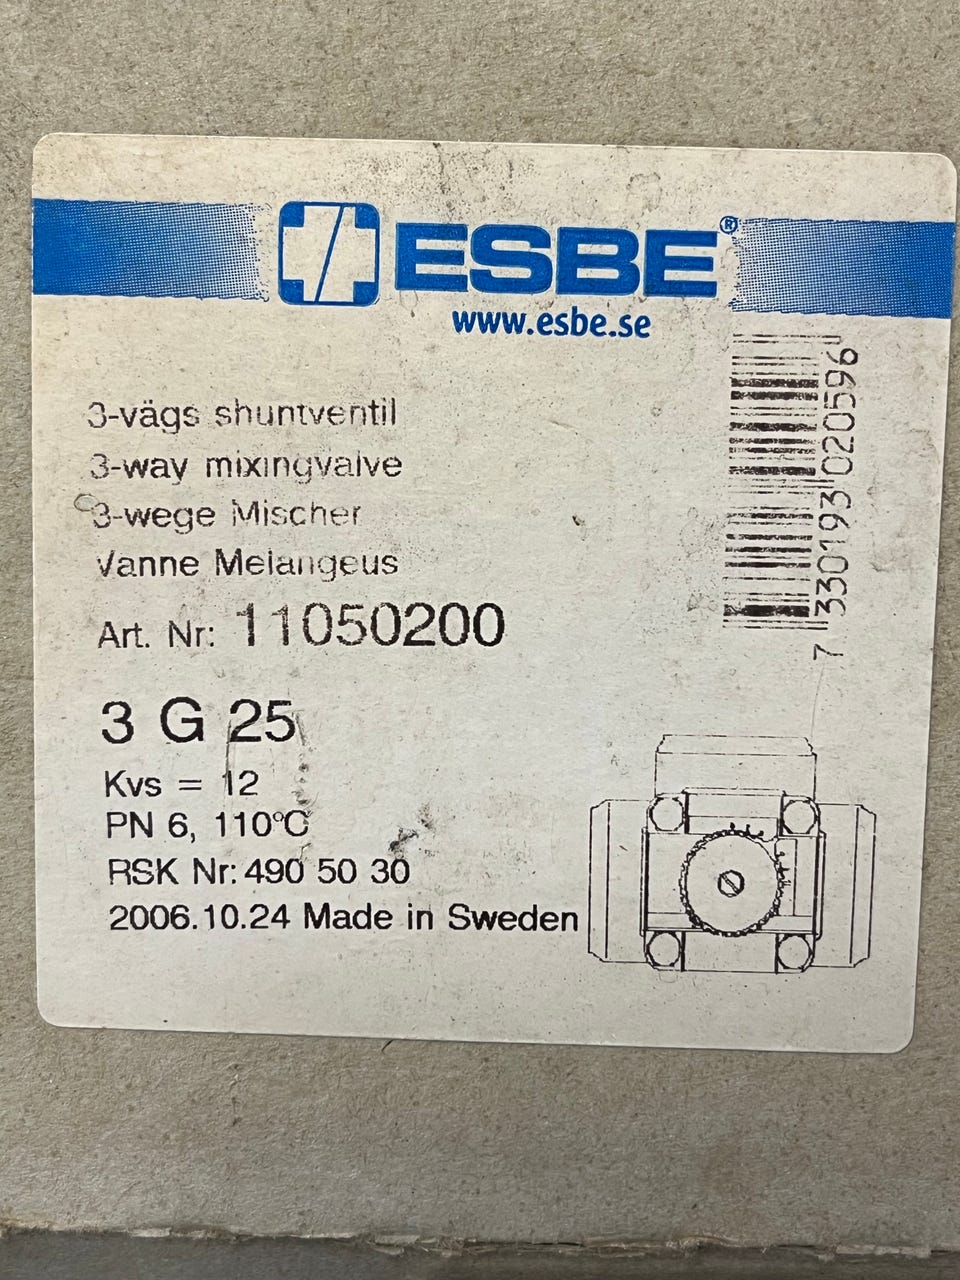 ESBE®
www.esbe.se
3-vägs shuntventil
3-way mixingvalve
3-wege Mischer
Vanne Melangeus
Art. Nr: 11050200
3 G 25
Kvs = 12
PN 6, 110°C
RSK Nr: 490 50 30
2006.10.24 Made in Sweden
7 330193 020596